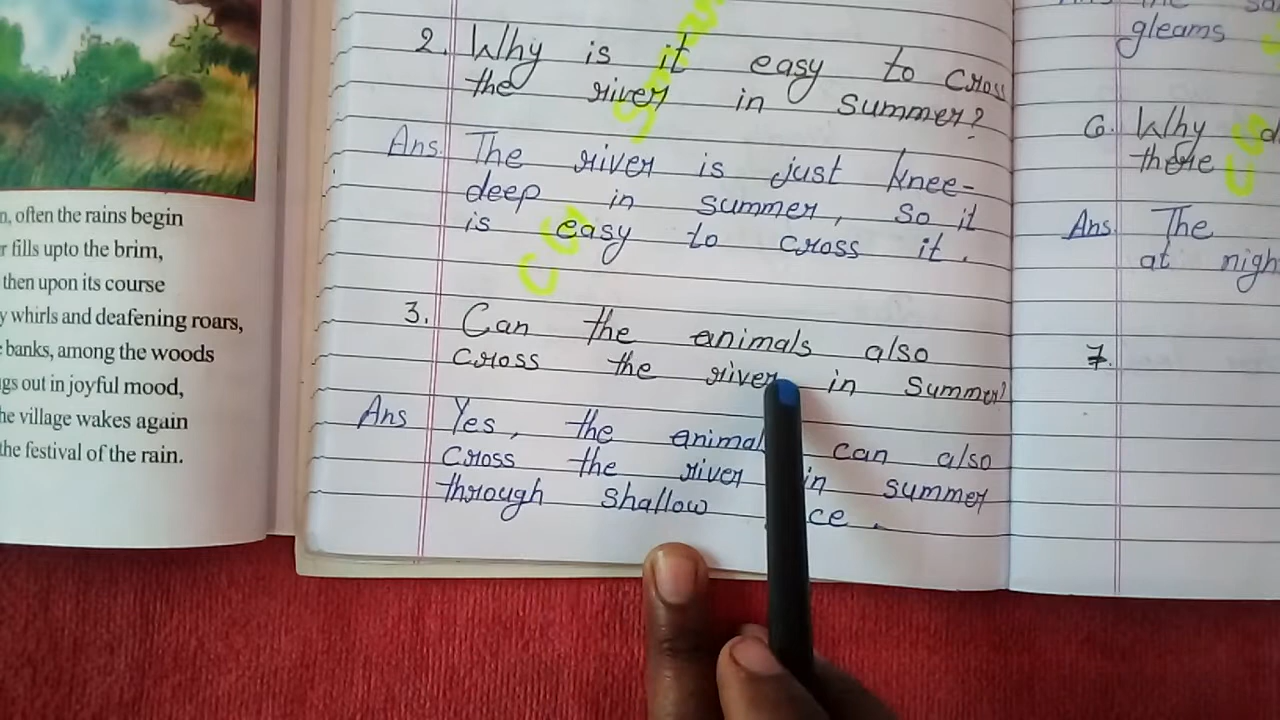 n, often the rains begin
r fills upto the brim,
then upon its course
y whirls and deafening roars,
banks, among the woods
gs out in joyful mood,
he village wakes again
the festival of the rain.
2. Why is it easy to cross
the river in summer?
Ans. The river is just knee-
deep in summer, so it
is easy to cross it.
3. Can the animals also
cross the river in summer?
Ans Yes, the animal can also
cross the river in summer
through shallow ce.
gleams
6. Why
there
Ans. The
at nigh
7.